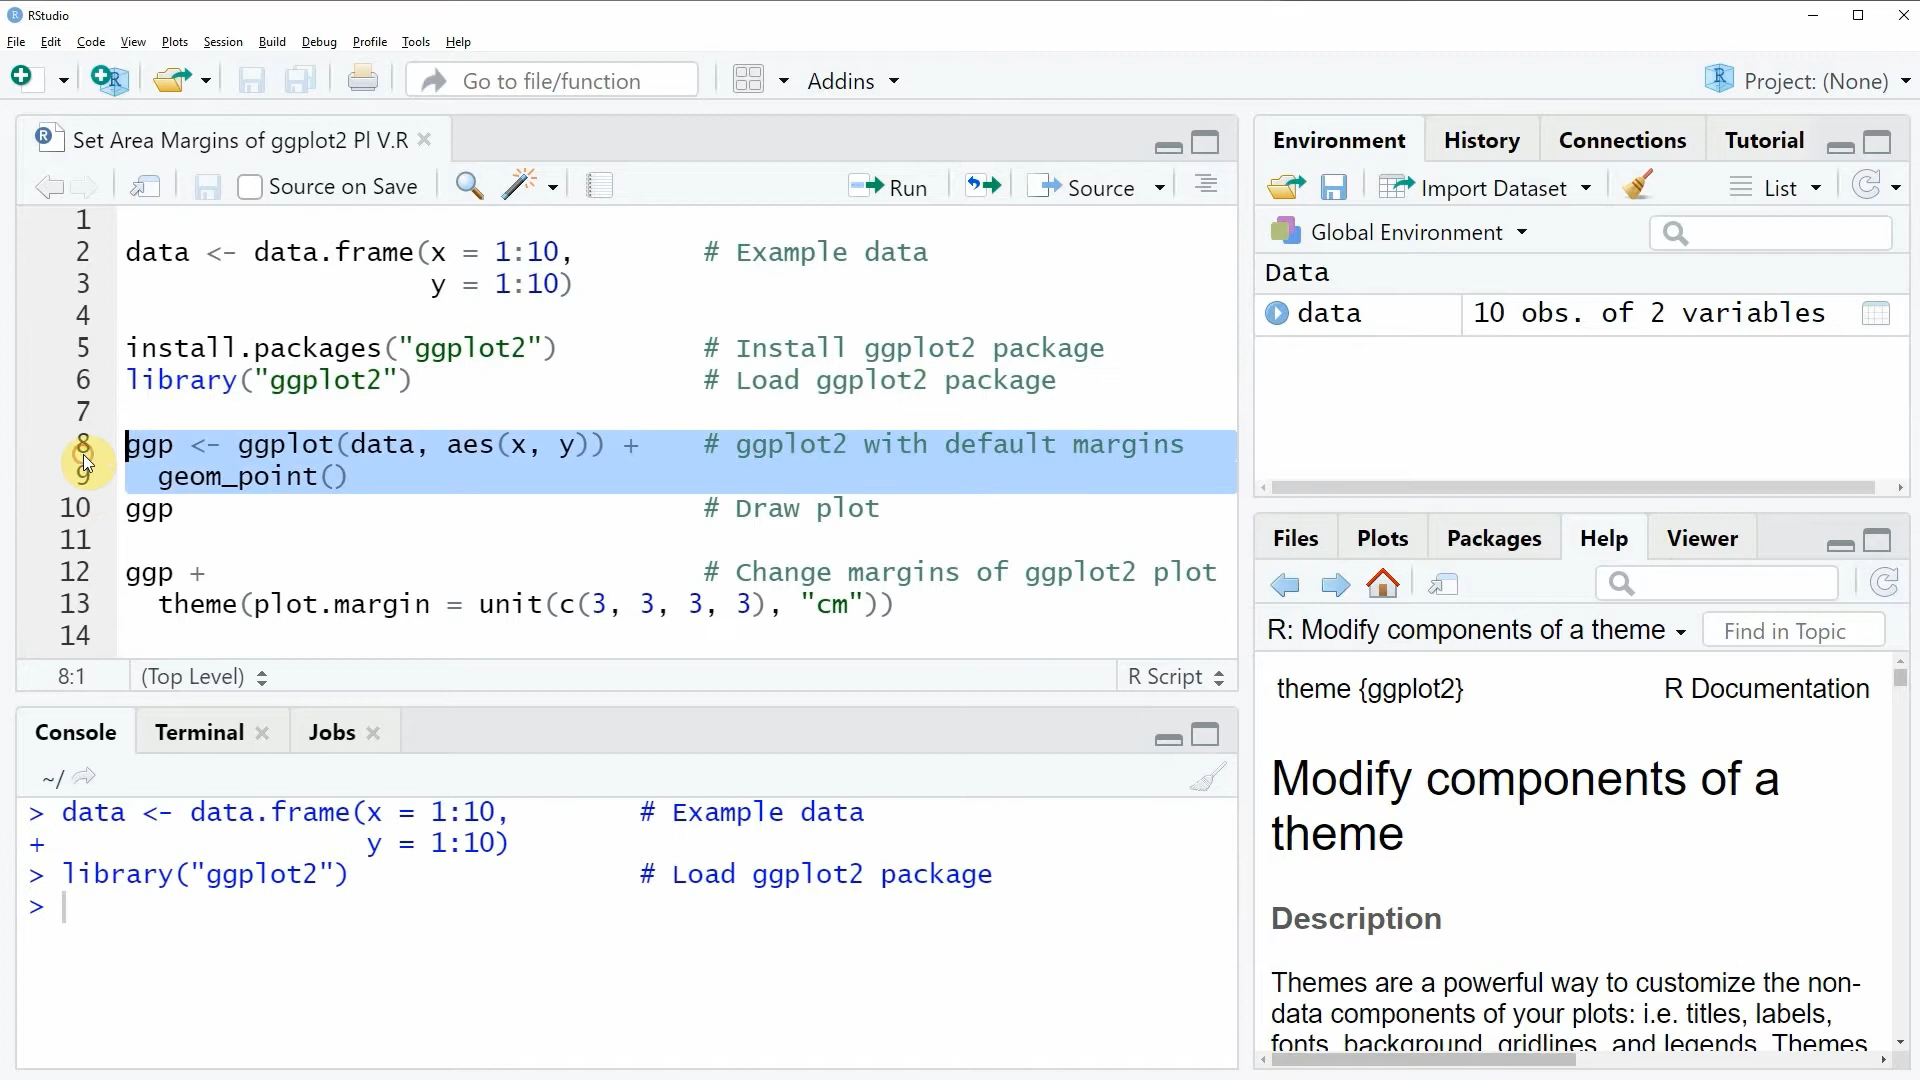 RStudio
File Edit Code View Plots Session Build Debug Profile Tools Help
Go to file/function Addins Project: (None)
Set Area Margins of ggplot2 Pl V.R
Source on Save Run Source
1
2 data <- data.frame(x = 1:10, # Example data
3 y = 1:10)
4
5 install.packages("ggplot2") # Install ggplot2 package
6 library("ggplot2") # Load ggplot2 package
7
8 ggp <- ggplot(data, aes(x, y)) + # ggplot2 with default margins
9 geom_point()
10 ggp # Draw plot
11
12 ggp + # Change margins of ggplot2 plot
13 theme(plot.margin = unit(c(3, 3, 3, 3), "cm"))
14
8:1 (Top Level) R Script
Console Terminal Jobs
~/
> data <- data.frame(x = 1:10, # Example data
+ y = 1:10)
> library("ggplot2") # Load ggplot2 package
>
Environment History Connections Tutorial
Import Dataset List
Global Environment
Data
data 10 obs. of 2 variables
Files Plots Packages Help Viewer
R: Modify components of a theme Find in Topic
theme {ggplot2} R Documentation
Modify components of a
theme
Description
Themes are a powerful way to customize the non-
data components of your plots: i.e. titles, labels,
fonts, background, gridlines, and legends. Themes